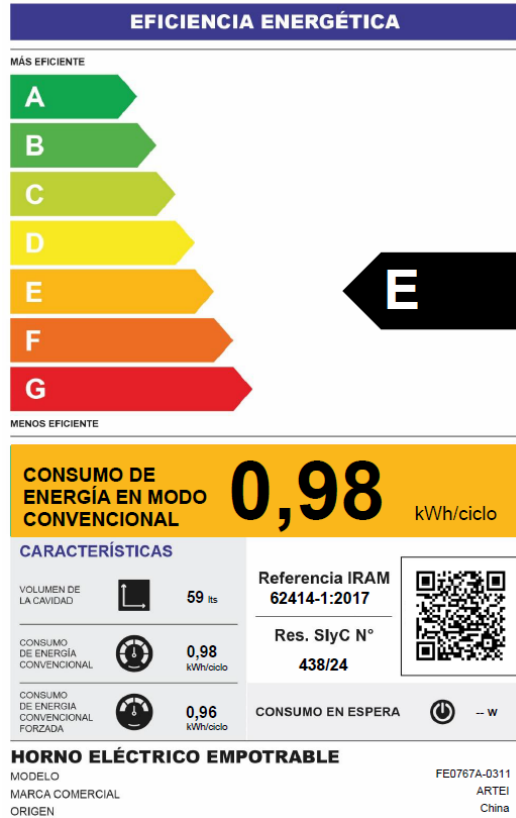 EFICIENCIA ENERGÉTICA
MÁS EFICIENTE
A
B
C
D
E
E
F
G
MENOS EFICIENTE
CONSUMO DE
ENERGÍA EN MODO
CONVENCIONAL
0,98 kWh/ciclo
CARACTERÍSTICAS
VOLUMEN DE
LA CAVIDAD
59 lts
CONSUMO
DE ENERGÍA
CONVENCIONAL
0,98
kWh/ciclo
CONSUMO
DE ENERGIA
CONVENCIONAL
FORZADA
0,96
kWh/ciclo
Referencia IRAM
62414-1:2017
Res. SIyC N°
438/24
CONSUMO EN ESPERA -- W
HORNO ELÉCTRICO EMPOTRABLE
MODELO FE0767A-0311
MARCA COMERCIAL ARTEI
ORIGEN China